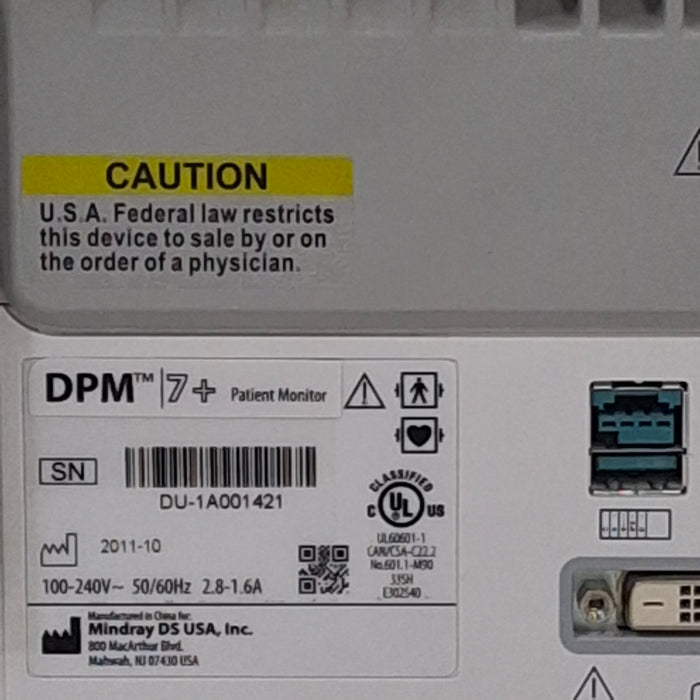 CAUTION
U.S.A. Federal law restricts
this device to sale by or on
the order of a physician.
DPM™ 7+ Patient Monitor
SN
DU-1A001421
2011-10
100-240V~ 50/60Hz 2.8-1.6A
CLASSIFIED
C UL US
UL60601-1
CAN/CSA-C22.2
No.601.1-M90
335H
E302540
Manufactured in China for:
Mindray DS USA, Inc.
800 MacArthur Blvd.
Mahwah, NJ 07430 USA